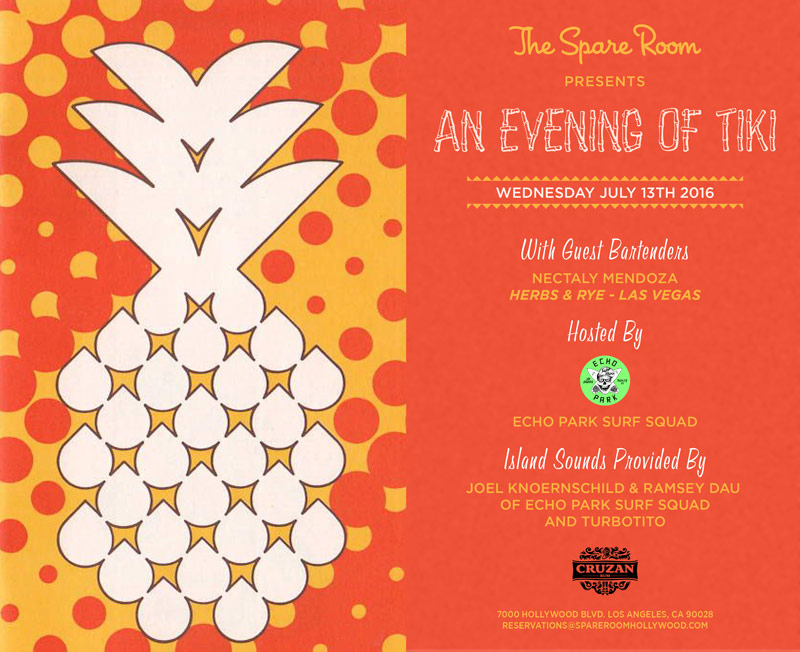 The Spare Room
PRESENTS
AN EVENING OF TIKI
WEDNESDAY JULY 13TH 2016
With Guest Bartenders
NECTALY MENDOZA
HERBS & RYE - LAS VEGAS
Hosted By
ECHO
PARK
ECHO PARK SURF SQUAD
Island Sounds Provided By
JOEL KNOERNSCHILD & RAMSEY DAU
OF ECHO PARK SURF SQUAD
AND TURBOTITO
CRUZAN
RUM
7000 HOLLYWOOD BLVD. LOS ANGELES, CA 90028
RESERVATIONS@SPAREROOMHOLLYWOOD.COM